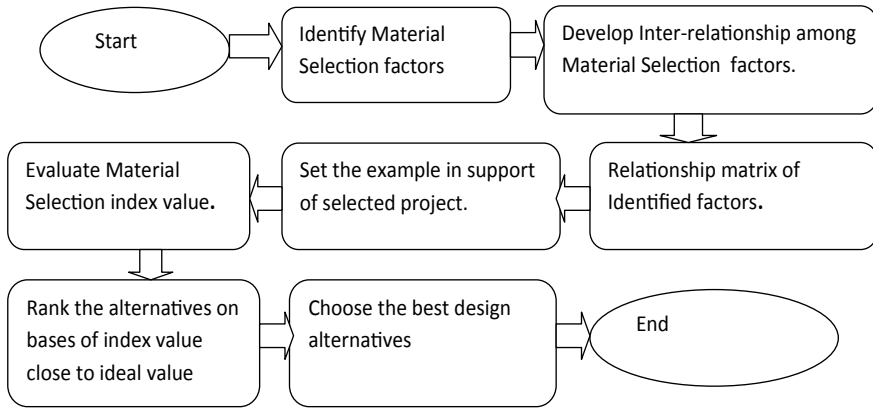 Start
Identify Material
Selection factors
Develop Inter-relationship among
Material Selection factors.
Relationship matrix of
Identified factors.
Set the example in support
of selected project.
Evaluate Material
Selection index value.
Rank the alternatives on
bases of index value
close to ideal value
Choose the best design
alternatives
End